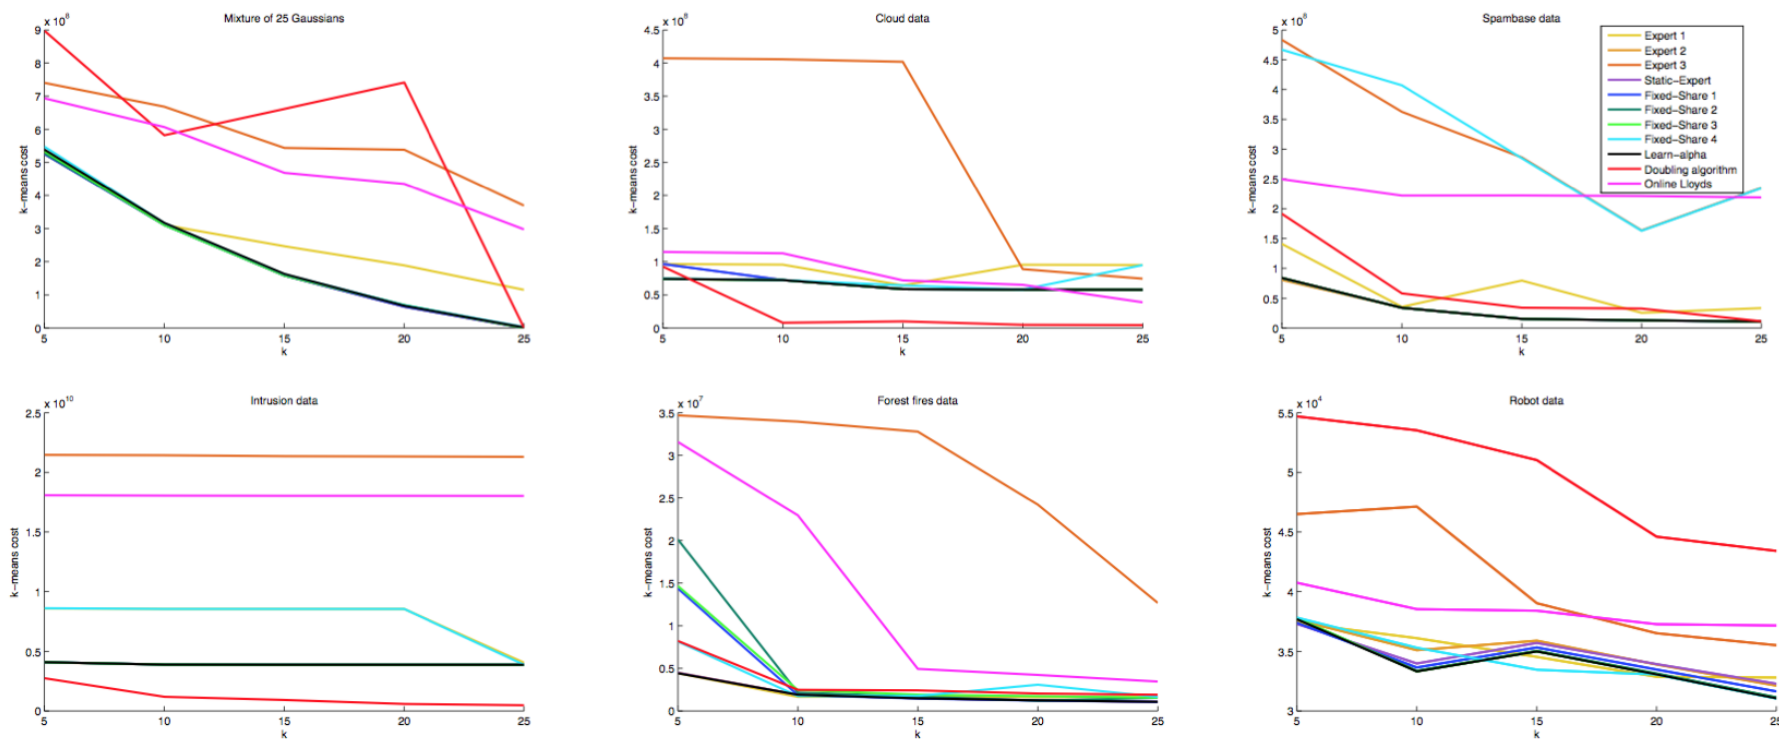 Mixture of 25 Gaussians
x 10^8
9
8
7
6
5
4
3
2
1
0
k-means cost
5 10 15 20 25
k
Cloud data
x 10^8
4.5
4
3.5
3
2.5
2
1.5
1
0.5
0
k-means cost
5 10 15 20 25
k
Spambase data
x 10^8
5
4.5
4
3.5
3
2.5
2
1.5
1
0.5
0
k-means cost
5 10 15 20 25
k
Expert 1
Expert 2
Expert 3
Static-Expert
Fixed-Share 1
Fixed-Share 2
Fixed-Share 3
Fixed-Share 4
Learn-alpha
Doubling algorithm
Online Lloyds
Intrusion data
x 10^10
2.5
2
1.5
1
0.5
0
k-means cost
5 10 15 20 25
k
Forest fires data
x 10^7
3.5
3
2.5
2
1.5
1
0.5
0
k-means cost
5 10 15 20 25
k
Robot data
x 10^4
5.5
5
4.5
4
3.5
3
k-means cost
5 10 15 20 25
k